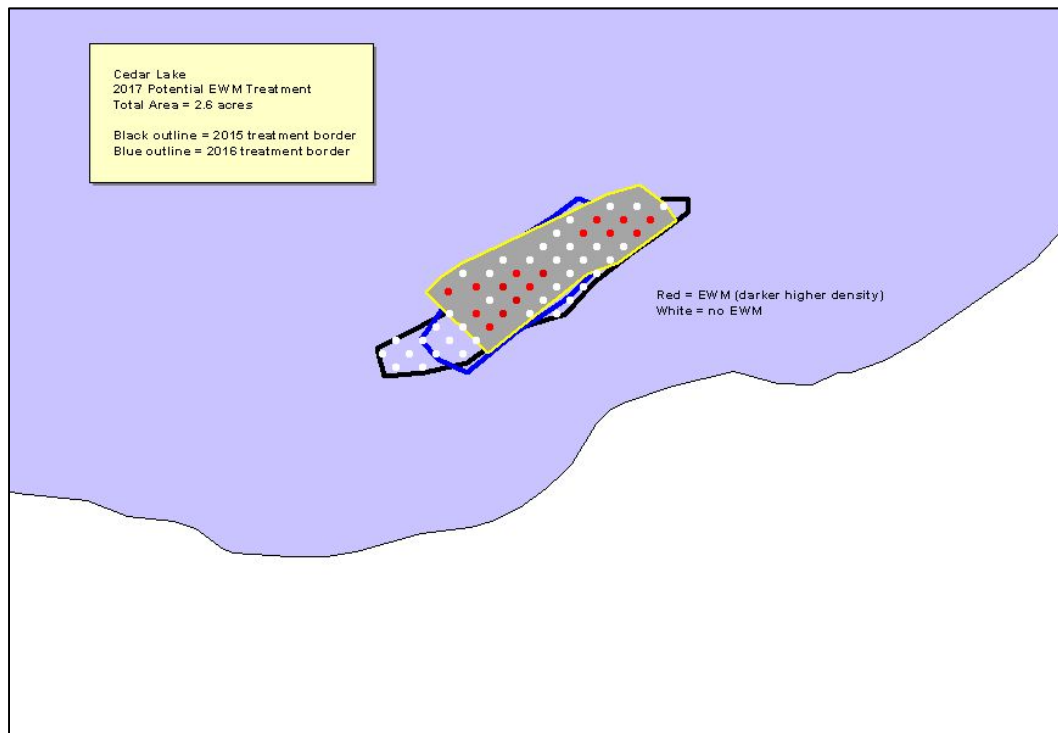 Cedar Lake
2017 Potential EWM Treatment
Total Area = 2.6 acres
Black outline = 2015 treatment border
Blue outline = 2016 treatment border
Red = EWM (darker higher density)
White = no EWM